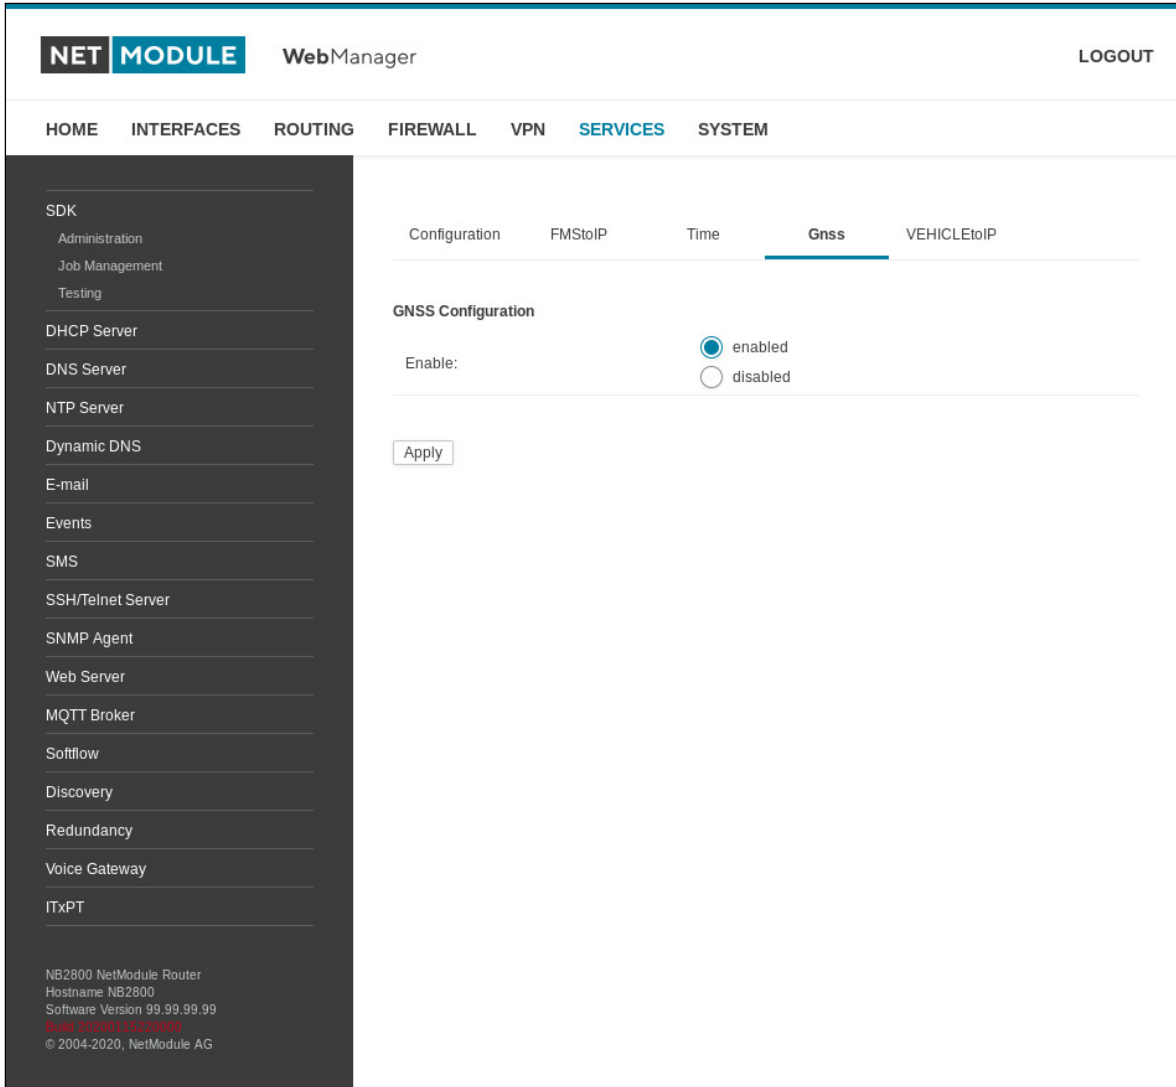 NET MODULE WebManager LOGOUT
HOME INTERFACES ROUTING FIREWALL VPN SERVICES SYSTEM
SDK
Administration
Job Management
Testing
DHCP Server
DNS Server
NTP Server
Dynamic DNS
E-mail
Events
SMS
SSH/Telnet Server
SNMP Agent
Web Server
MQTT Broker
Softflow
Discovery
Redundancy
Voice Gateway
ITxPT
NB2800 NetModule Router
Hostname NB2800
Software Version 99.99.99.99
Build
© 2004-2020, NetModule AG
Configuration FMStoIP Time Gnss VEHICLEtoIP
GNSS Configuration
Enable:
enabled
disabled
Apply